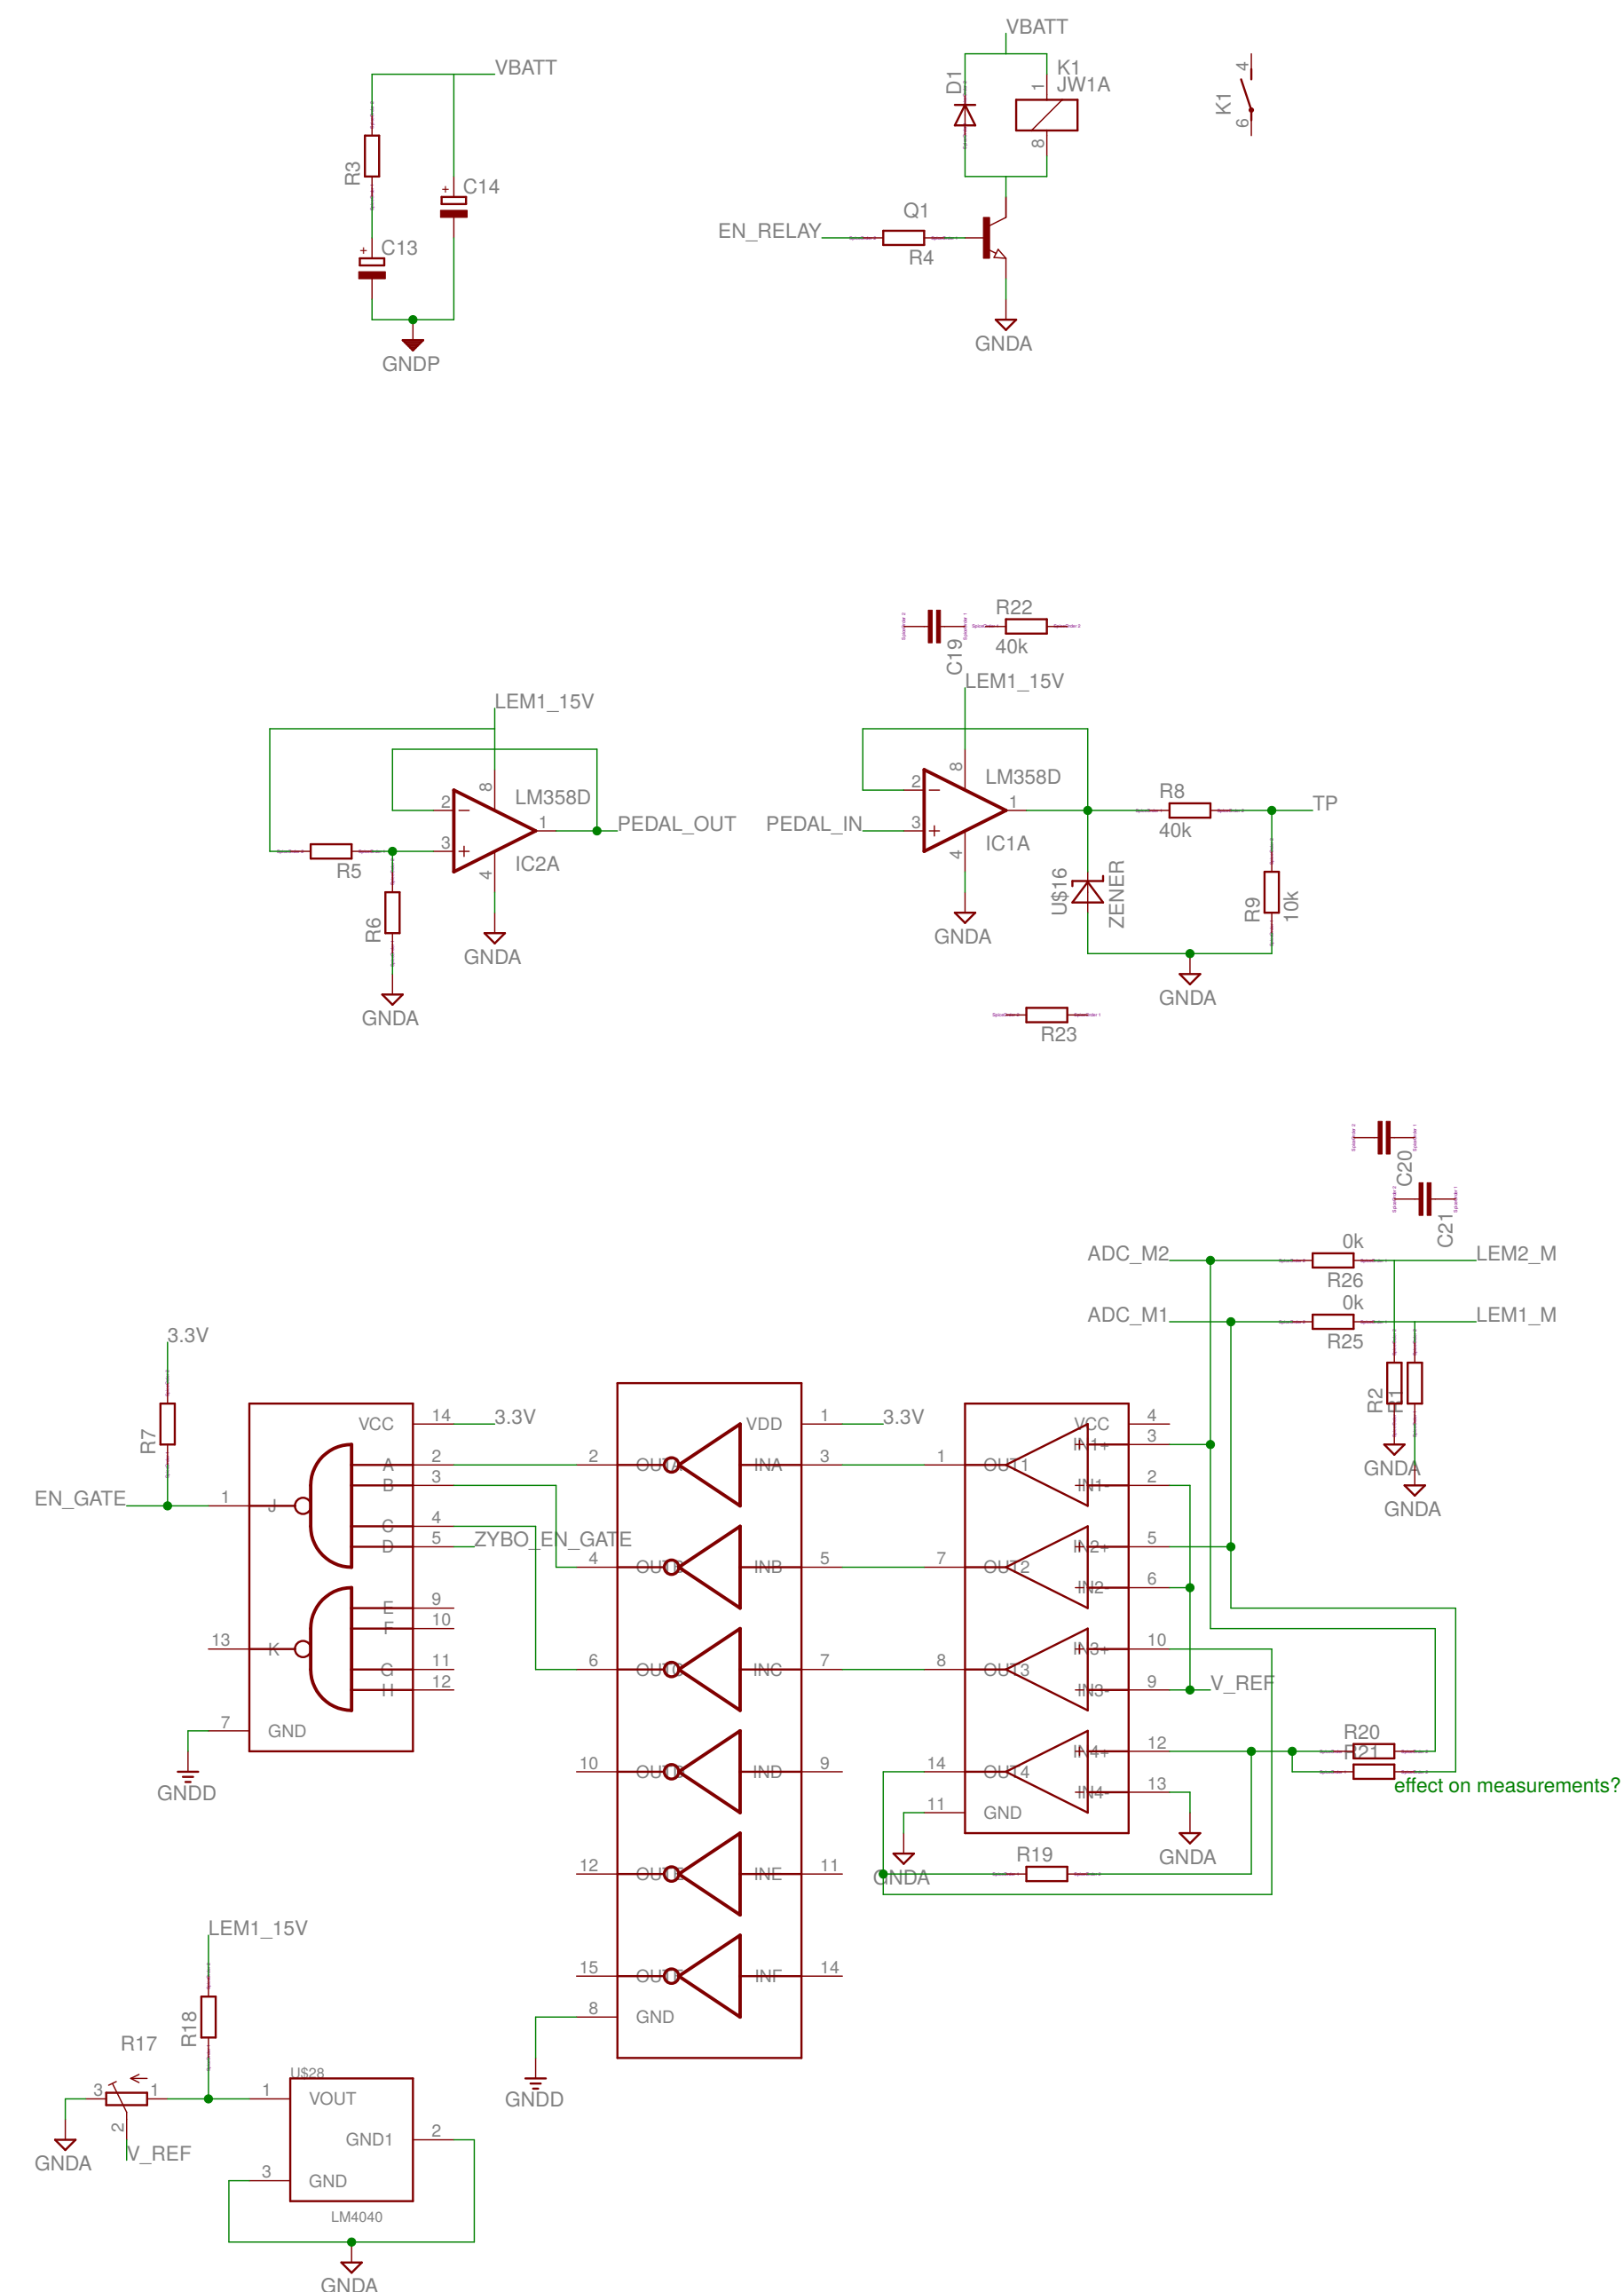 VBATT
R3
C14
C13
GNDP
VBATT
D1
K1
JW1A
1
8
K1
4
6
Q1
EN_RELAY
R4
GNDA
R22
40k
C19
LEM1_15V
LEM1_15V
8
2
LM358D
1
PEDAL_OUT
3
IC2A
4
R5
R6
GNDA
GNDA
8
2
LM358D
1
PEDAL_IN
3
IC1A
4
GNDA
R8
40k
TP
U$16
ZENER
R9
10k
GNDA
R23
C20
C21
ADC_M2
0k
R26
LEM2_M
ADC_M1
0k
R25
LEM1_M
R2
R1
GNDA
GNDA
3.3V
R7
EN_GATE
1
J
VCC
14
3.3V
A
2
B
3
C
4
D
5
ZYBO_EN_GATE
E
9
F
10
13
K
G
11
H
12
7
GND
GNDD
VDD
1
3.3V
2
OUTA
INA
3
4
OUTB
INB
5
6
OUTC
INC
7
10
OUTD
IND
9
12
OUTE
INE
11
15
OUTF
INF
14
8
GND
GNDD
VCC
4
IN1+
3
1
OUT1
IN1-
2
IN2+
5
7
OUT2
IN2-
6
IN3+
10
8
OUT3
IN3-
9
V_REF
IN4+
12
14
OUT4
IN4-
13
11
GND
GNDA
GNDA
R19
R20
R21
effect on measurements?
LEM1_15V
R18
R17
3
1
2
V_REF
GNDA
U$28
1
VOUT
GND1
2
3
GND
LM4040
GNDA